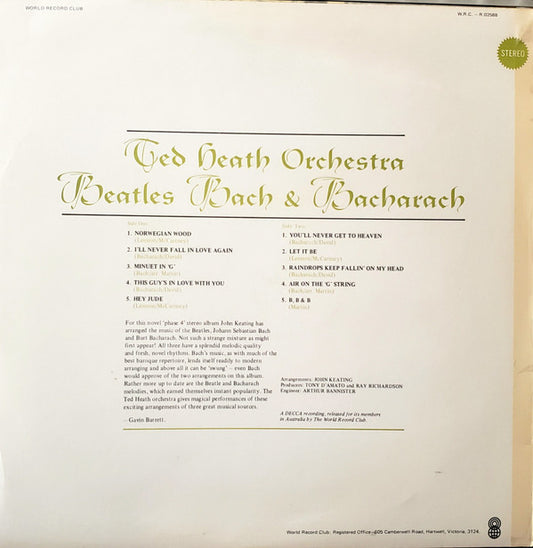 WORLD RECORD CLUB
W.R.C. – R 02588
STEREO
Ted Heath Orchestra
Beatles Bach & Bacharach
Side One:
1. NORWEGIAN WOOD
(Lennon/McCartney)
2. I'LL NEVER FALL IN LOVE AGAIN
(Bacharach/David)
3. MINUET IN 'G'
(Bach/arr. Martin)
4. THIS GUY'S IN LOVE WITH YOU
(Bacharach/David)
5. HEY JUDE
(Lennon/McCartney)
Side Two:
1. YOU'LL NEVER GET TO HEAVEN
(Bacharach/David)
2. LET IT BE
(Lennon/McCartney)
3. RAINDROPS KEEP FALLIN' ON MY HEAD
(Bacharach/David)
4. AIR ON THE 'G' STRING
(Bach/arr. Martin)
5. B, B & B
(Martin)
For this novel 'phase 4' stereo album John Keating has
arranged the music of the Beatles, Johann Sebastian Bach
and Burt Bacharach. Not such a strange mixture as might
first appear! All three have a splendid melodic quality
and fresh, novel rhythms. Bach's music, as with much of the
best baroque repertoire, lends itself readily to modern
arranging and above all it can be 'swung' – even Bach
would approve of the two arrangements on this album.
Rather more up to date are the Beatle and Bacharach
melodies, which earned themselves instant popularity. The
Ted Heath orchestra gives magical performances of these
exciting arrangements of three great musical sources.
– Gavin Barrett.
Arrangements: JOHN KEATING
Producers: TONY D'AMATO and RAY RICHARDSON
Engineer: ARTHUR BANNISTER
A DECCA recording, released for its members
in Australia by The World Record Club.
World Record Club: Registered Office – 605 Camberwell Road, Hartwell, Victoria, 3124.